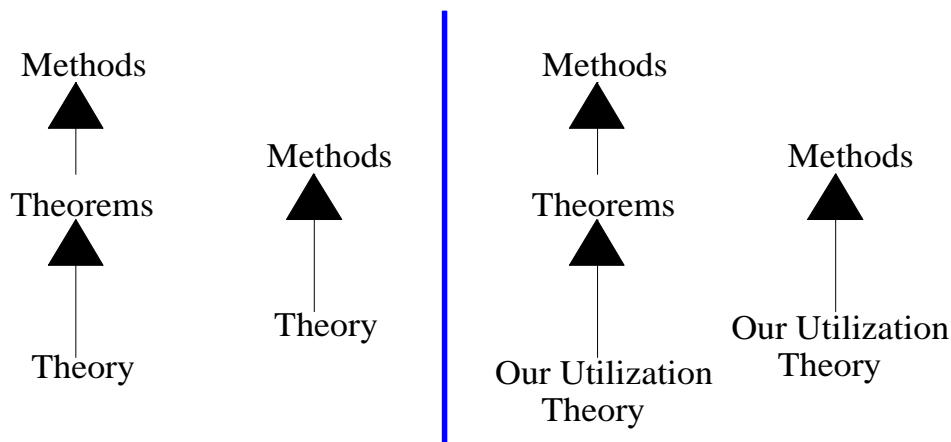 Methods
Theorems
Theory
Methods
Theory
Methods
Theorems
Our Utilization
Theory
Methods
Our Utilization
Theory